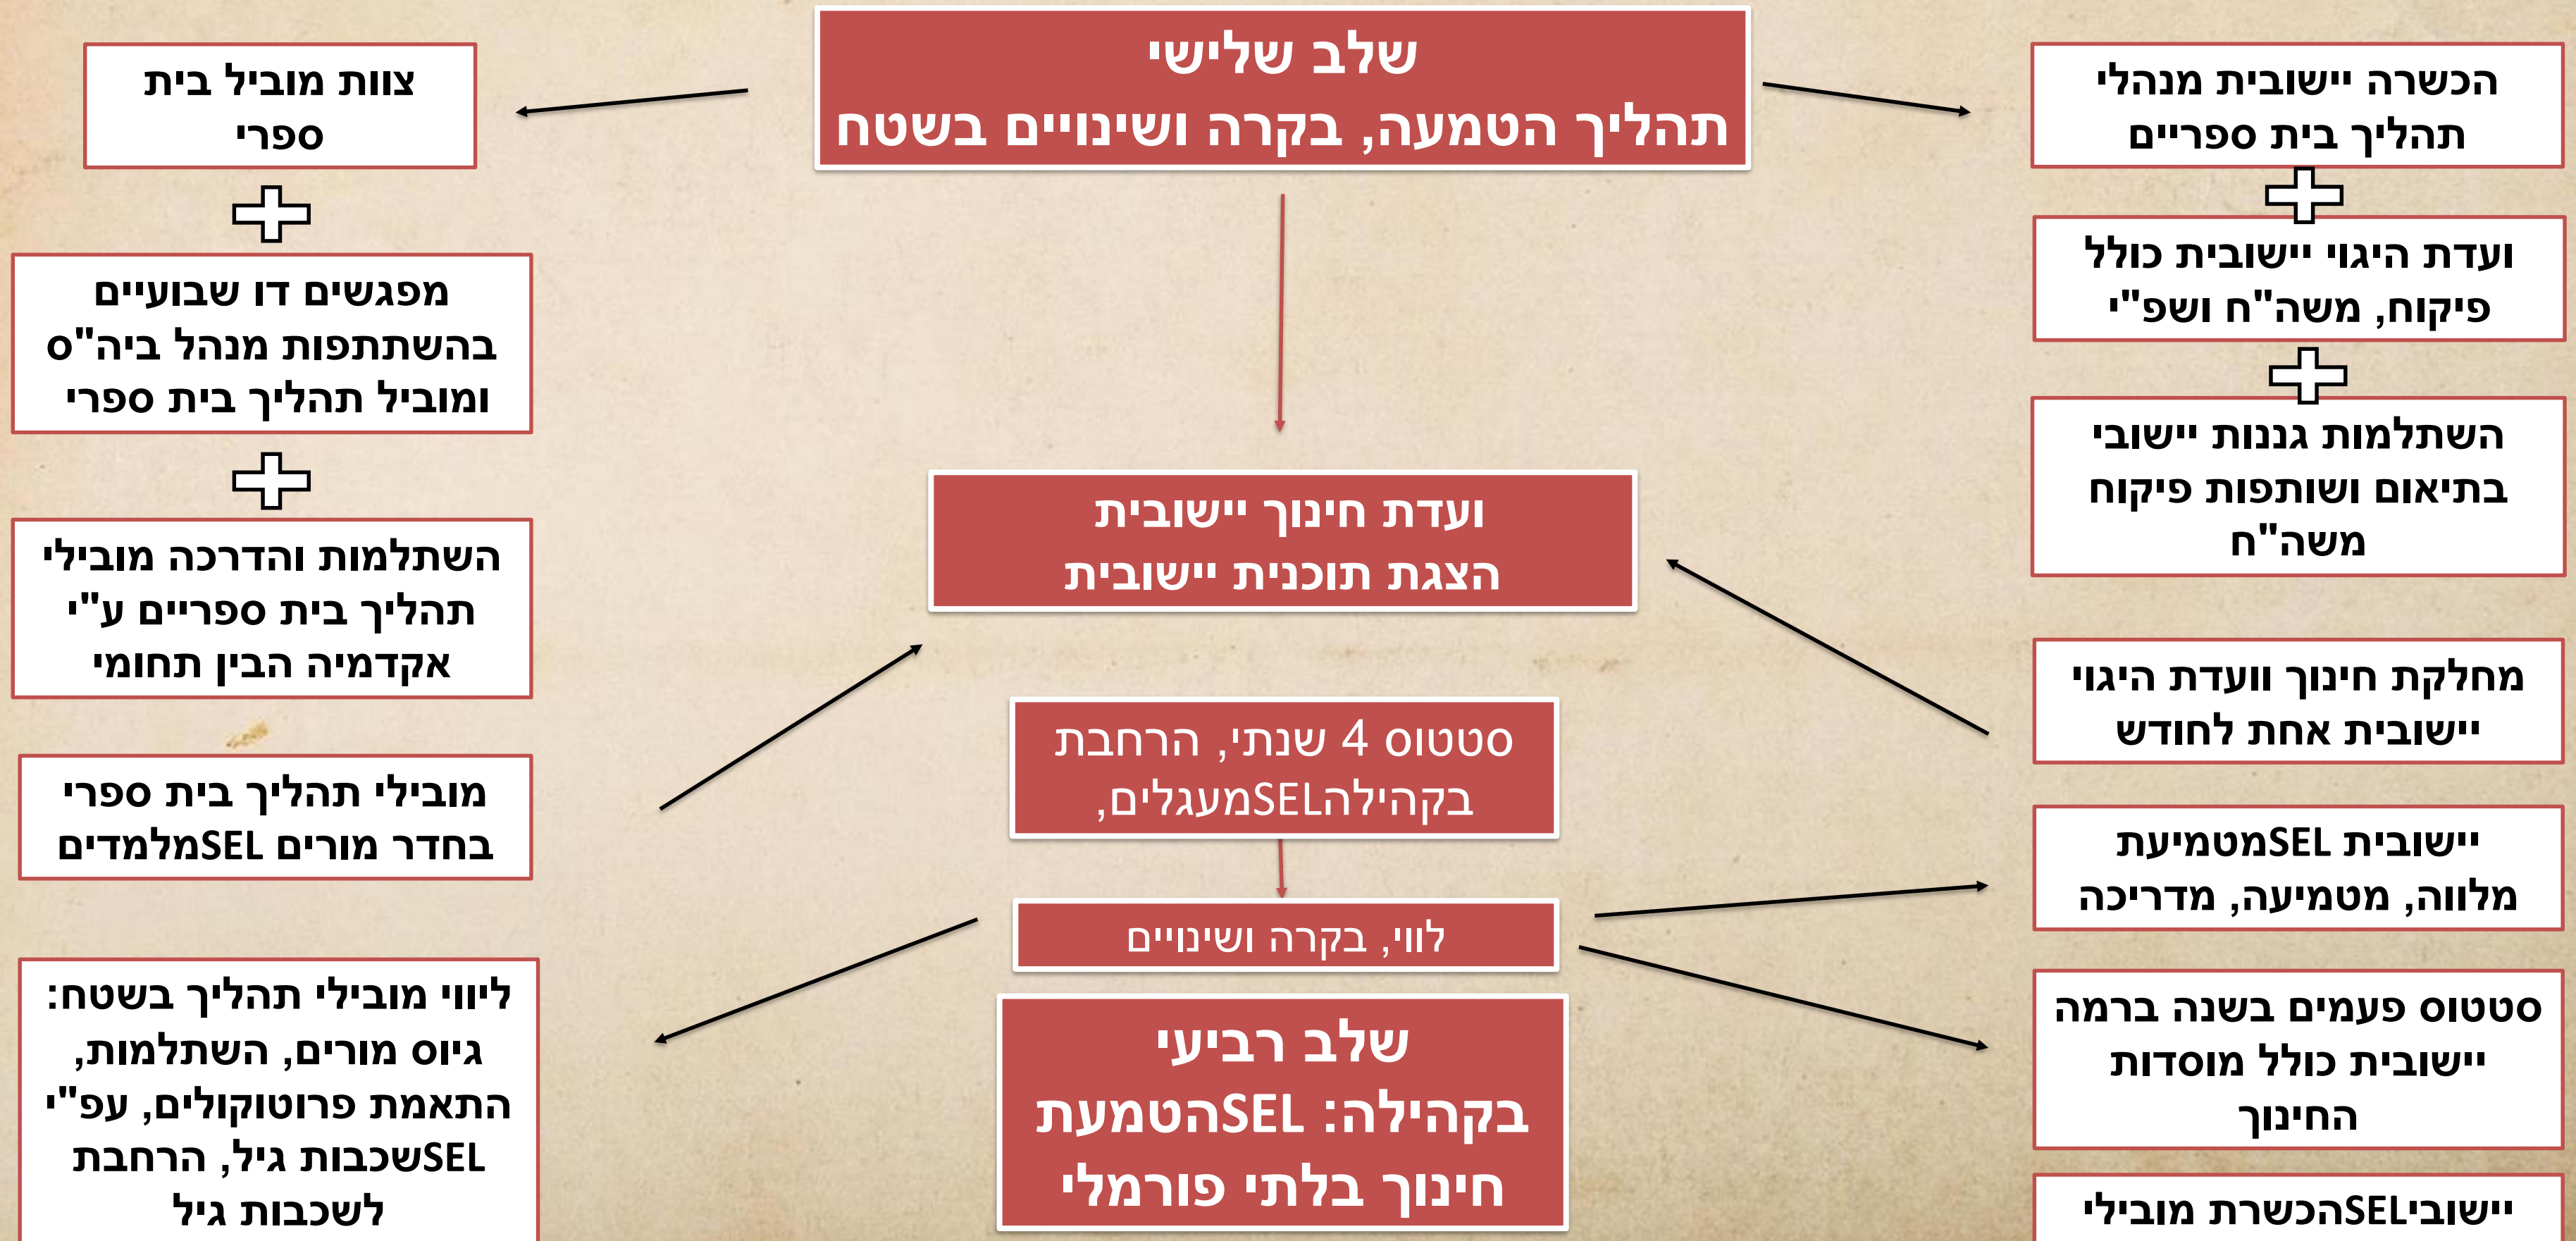 שלב שלישי
תהליך הטמעה, בקרה ושינויים בשטח
הכשרה יישובית מנהלי
תהליך בית ספריים
ועדת היגוי יישובית כולל
פיקוח, משה"ח ושפ"י
השתלמות גננות יישובי
בתיאום ושותפות פיקוח
משה"ח
מחלקת חינוך וועדת היגוי
יישובית אחת לחודש
יישובית SELמטמיעת
מלווה, מטמיעה, מדריכה
סטטוס פעמים בשנה ברמה
יישובית כולל מוסדות
החינוך
יישוביSELהכשרת מובילי
ועדת חינוך יישובית
הצגת תוכנית יישובית
סטטוס 4 שנתי, הרחבת
בקהילהSELמעגלים,
לווי, בקרה ושינויים
שלב רביעי
בקהילה: SELהטמעת
חינוך בלתי פורמלי
צוות מוביל בית
ספרי
מפגשים דו שבועיים
בהשתתפות מנהל ביה"ס
ומוביל תהליך בית ספרי
השתלמות והדרכה מובילי
תהליך בית ספריים ע"י
אקדמיה הבין תחומי
מובילי תהליך בית ספרי
בחדר מורים SELמלמדים
ליווי מובילי תהליך בשטח:
גיוס מורים, השתלמות,
התאמת פרוטוקולים, עפ"י
SELשכבות גיל, הרחבת
לשכבות גיל